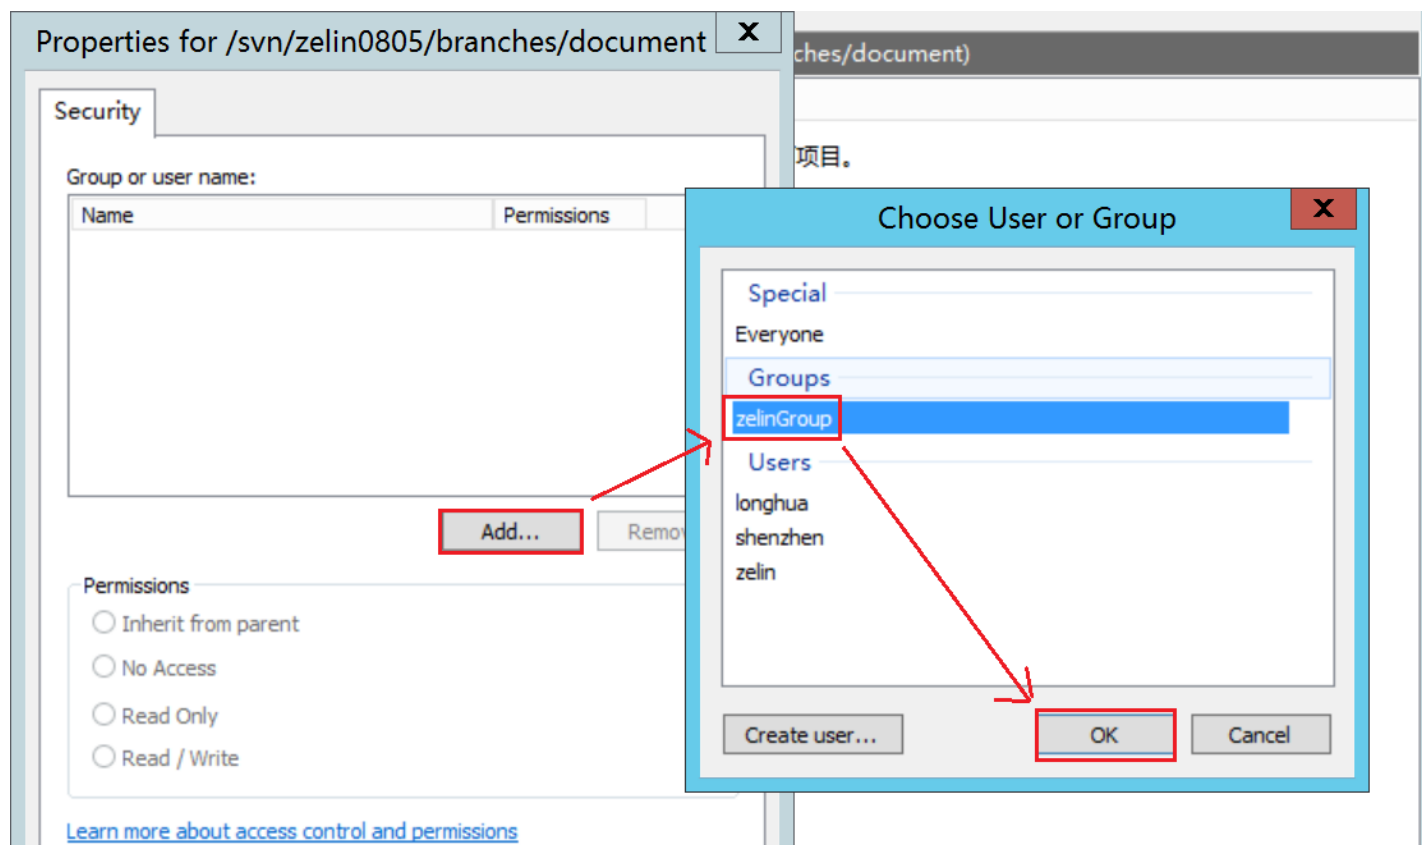 Properties for /svn/zelin0805/branches/document
X
ches/document)
Security
项目。
Group or user name:
Name
Permissions
Choose User or Group
X
Special
Everyone
Groups
zelinGroup
Users
longhua
shenzhen
zelin
Add...
Permissions
Inherit from parent
No Access
Read Only
Read / Write
Create user...
OK
Cancel
Learn more about access control and permissions